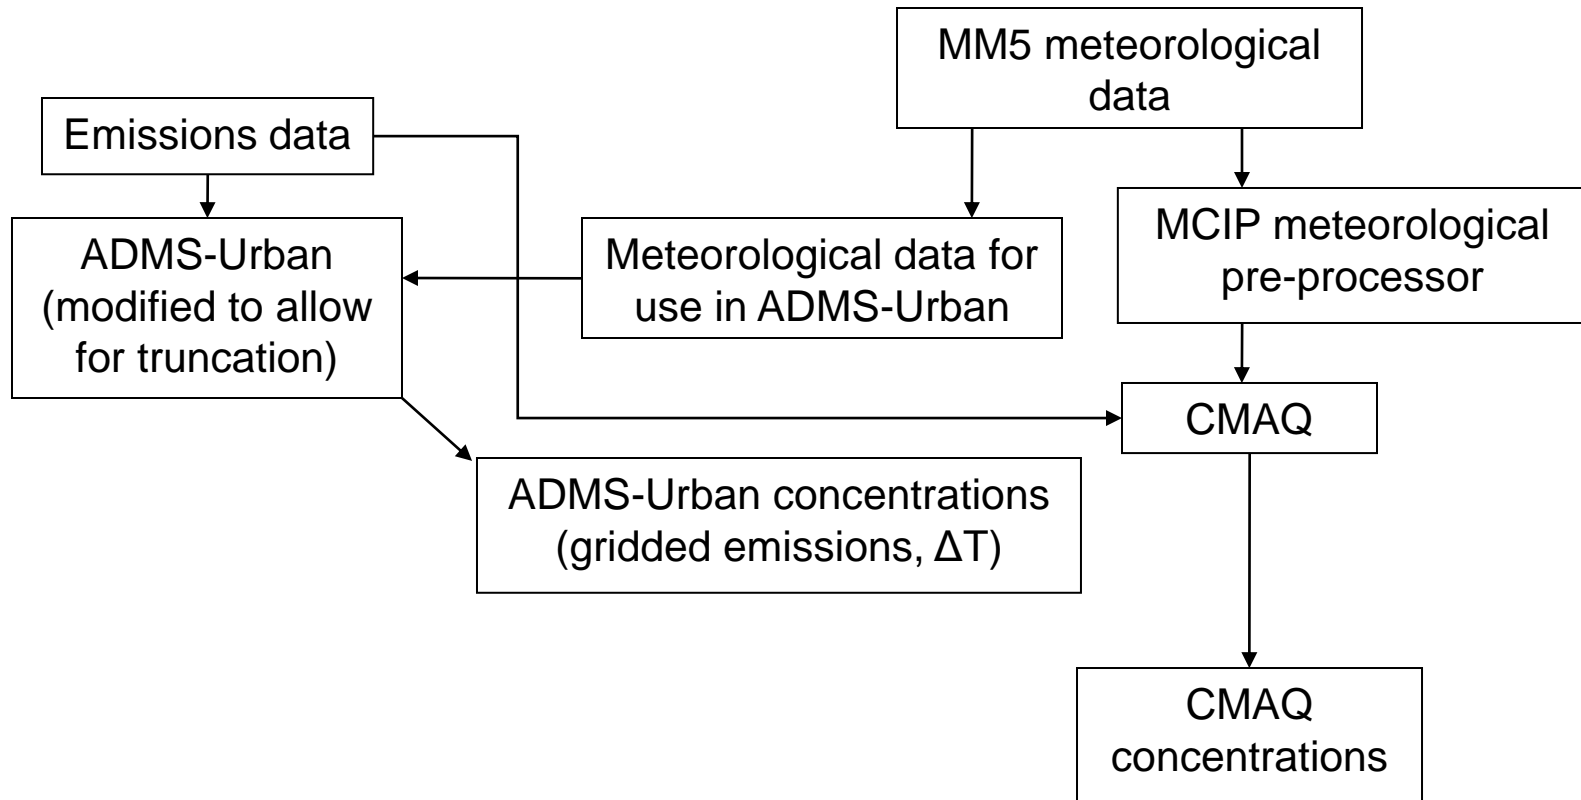 MM5 meteorological
data
Emissions data
ADMS-Urban
(modified to allow
for truncation)
Meteorological data for
use in ADMS-Urban
MCIP meteorological
pre-processor
CMAQ
ADMS-Urban concentrations
(gridded emissions, ΔT)
CMAQ
concentrations